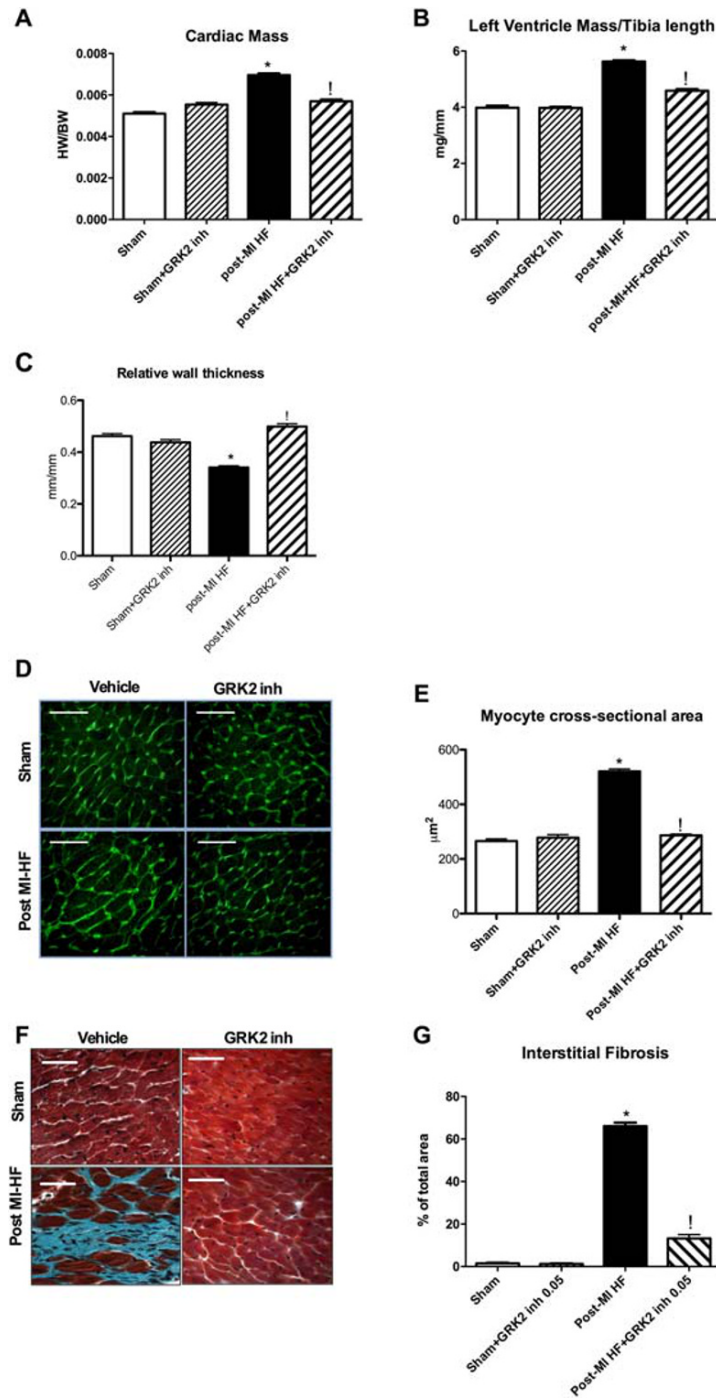 A
Cardiac Mass
HW/BW
0.008
0.006
0.004
0.002
0.000
*
!
Sham
Sham+GRK2 inh
post-MI HF
post-MI HF+GRK2 inh
B
Left Ventricle Mass/Tibia length
mg/mm
6
4
2
0
*
!
Sham
Sham+GRK2 inh
post-MI HF
post-MI+HF+GRK2 inh
C
Relative wall thickness
mm/mm
0.6
0.4
0.2
0.0
*
!
Sham
Sham+GRK2 inh
post-MI HF
post-MI HF+GRK2 inh
D
Vehicle
GRK2 inh
Sham
Post MI-HF
E
Myocyte cross-sectional area
μm²
600
400
200
0
*
!
Sham
Sham+GRK2 inh
Post-MI HF
Post-MI HF+GRK2 inh
F
Vehicle
GRK2 inh
Sham
Post MI-HF
G
Interstitial Fibrosis
% of total area
80
60
40
20
0
*
!
Sham
Sham+GRK2 inh 0.05
Post-MI HF
Post-MI HF+GRK2 inh 0.05